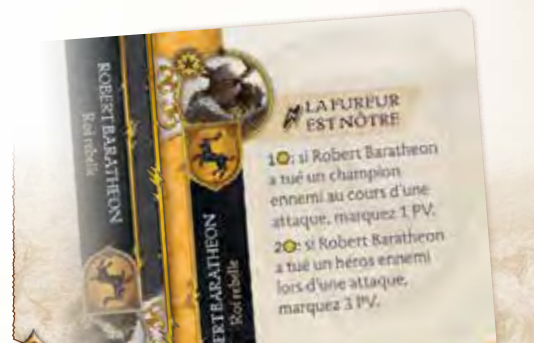 ROBERT BARATHEON
Roi rebelle
ERT BARATHEON
Roi rebelle
LA FUREUR
EST NÔTRE
1: si Robert Baratheon
a tué un champion
ennemi au cours d'une
attaque, marquez 1 PV.
2: si Robert Baratheon
a tué un héros ennemi
lors d'une attaque,
marquez 3 PV.